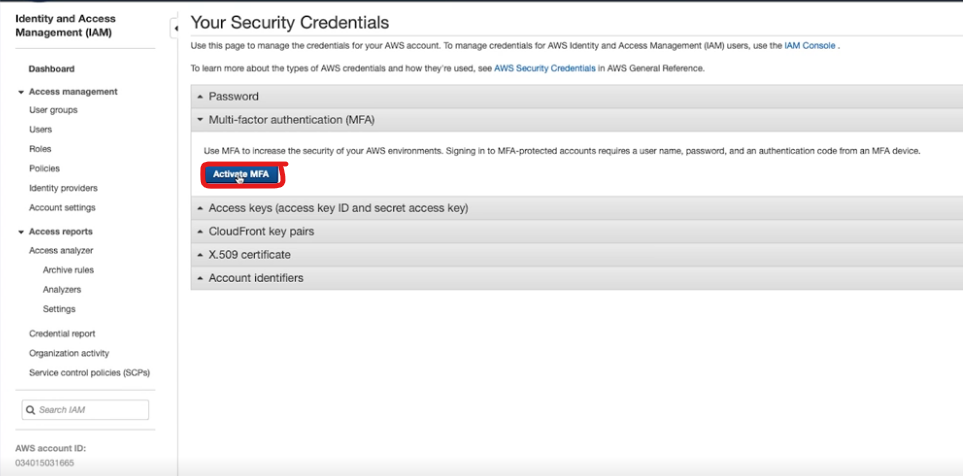 Identity and Access
Management (IAM)
Dashboard
Access management
User groups
Users
Roles
Policies
Identity providers
Account settings
Access reports
Access analyzer
Archive rules
Analyzers
Settings
Credential report
Organization activity
Service control policies (SCPs)
Search IAM
AWS account ID:
034015031665
Your Security Credentials
Use this page to manage the credentials for your AWS account. To manage credentials for AWS Identity and Access Management (IAM) users, use the IAM Console .
To learn more about the types of AWS credentials and how they're used, see AWS Security Credentials in AWS General Reference.
Password
Multi-factor authentication (MFA)
Use MFA to increase the security of your AWS environments. Signing in to MFA-protected accounts requires a user name, password, and an authentication code from an MFA device.
Activate MFA
Access keys (access key ID and secret access key)
CloudFront key pairs
X.509 certificate
Account identifiers